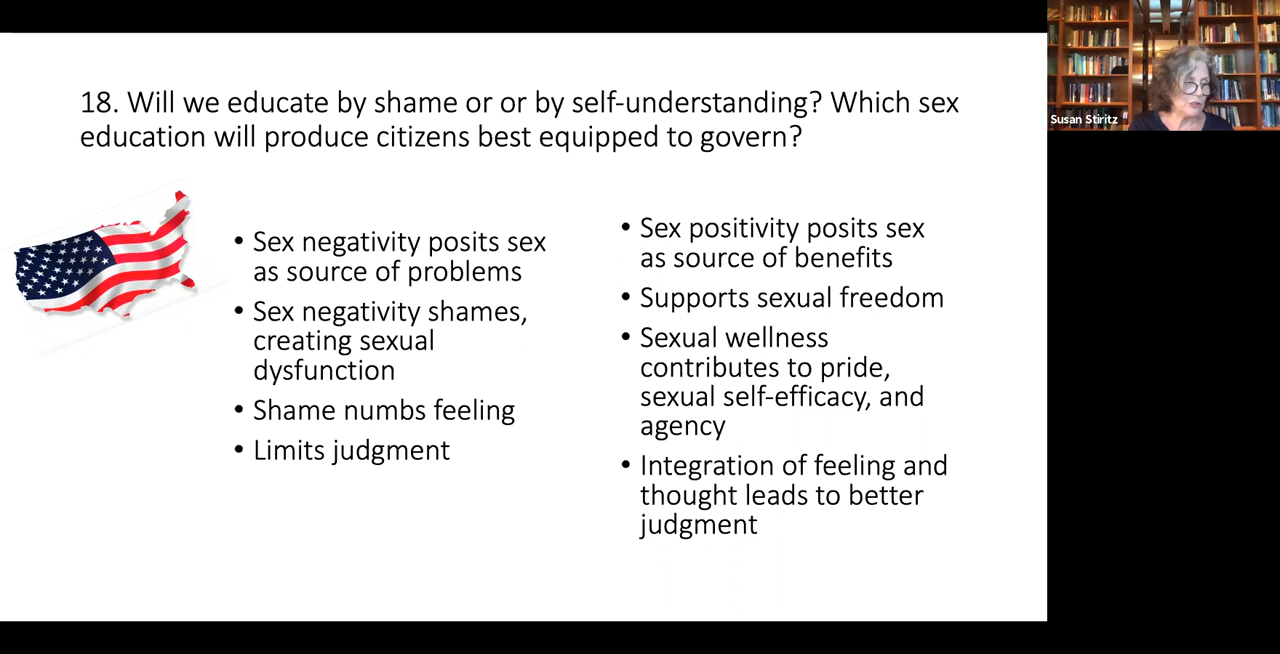 18. Will we educate by shame or or by self-understanding? Which sex
education will produce citizens best equipped to govern?
• Sex negativity posits sex
as source of problems
• Sex negativity shames,
creating sexual
dysfunction
• Shame numbs feeling
• Limits judgment
• Sex positivity posits sex
as source of benefits
• Supports sexual freedom
• Sexual wellness
contributes to pride,
sexual self-efficacy, and
agency
• Integration of feeling and
thought leads to better
judgment
Susan Stiritz